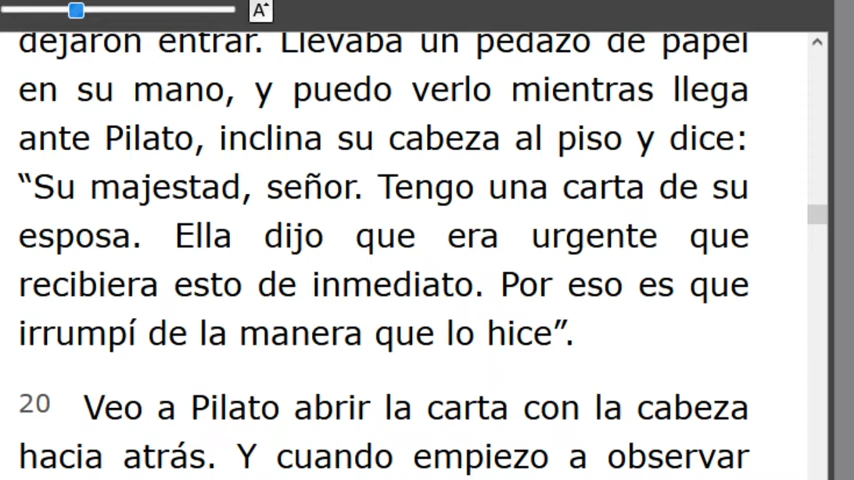 A
dejaron entrar. Llevaba un pedazo de papel
en su mano, y puedo verlo mientras llega
ante Pilato, inclina su cabeza al piso y dice:
“Su majestad, señor. Tengo una carta de su
esposa. Ella dijo que era urgente que
recibiera esto de inmediato. Por eso es que
irrumpí de la manera que lo hice”.
20 Veo a Pilato abrir la carta con la cabeza
hacia atrás. Y cuando empiezo a observar